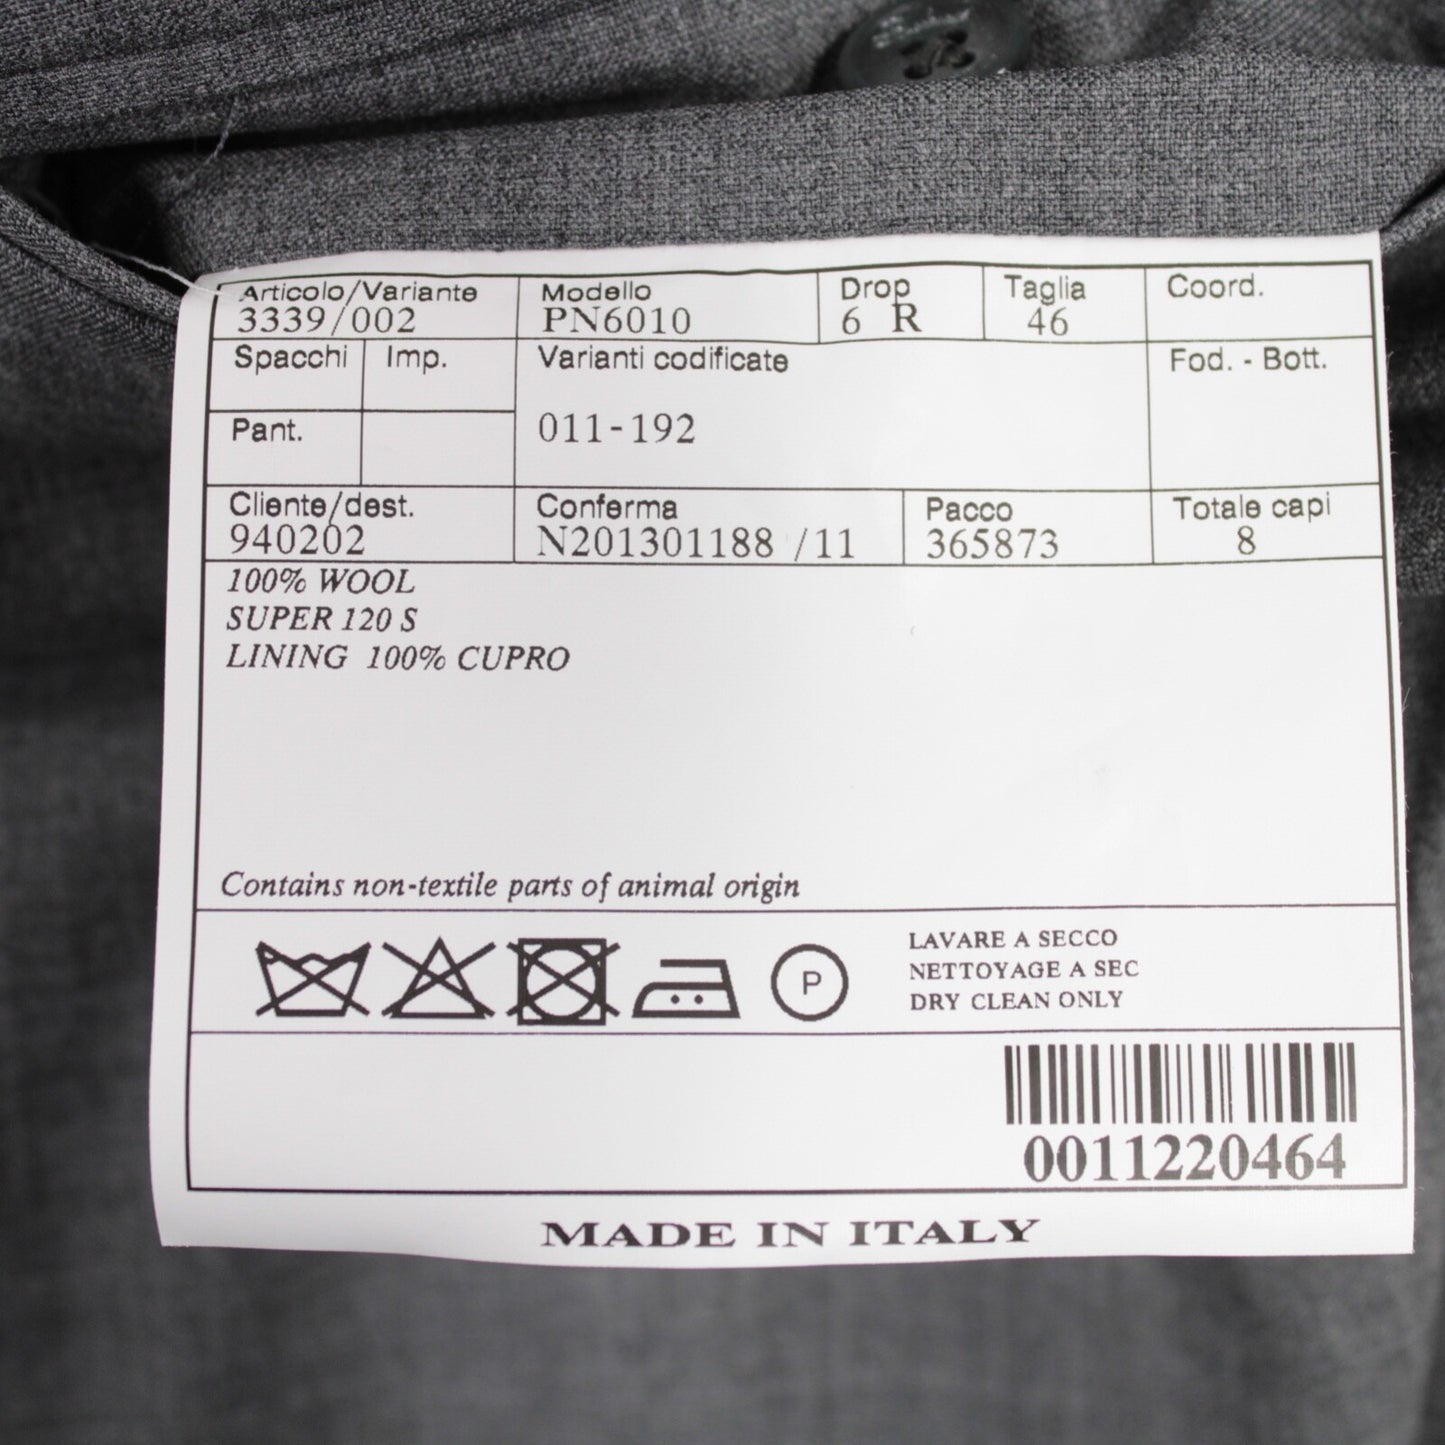 Articolo/Variante Modello Drop Taglia Coord.
3339/002 PN6010 6 R 46
Spacchi Imp. Varianti codificate Fod. - Bott.
Pant. 011-192
Cliente/dest. Conferma Pacco Totale capi
940202 N201301188 /11 365873 8
100% WOOL
SUPER 120 S
LINING 100% CUPRO
Contains non-textile parts of animal origin
P
LAVARE A SECCO
NETTOYAGE A SEC
DRY CLEAN ONLY
0011220464
MADE IN ITALY